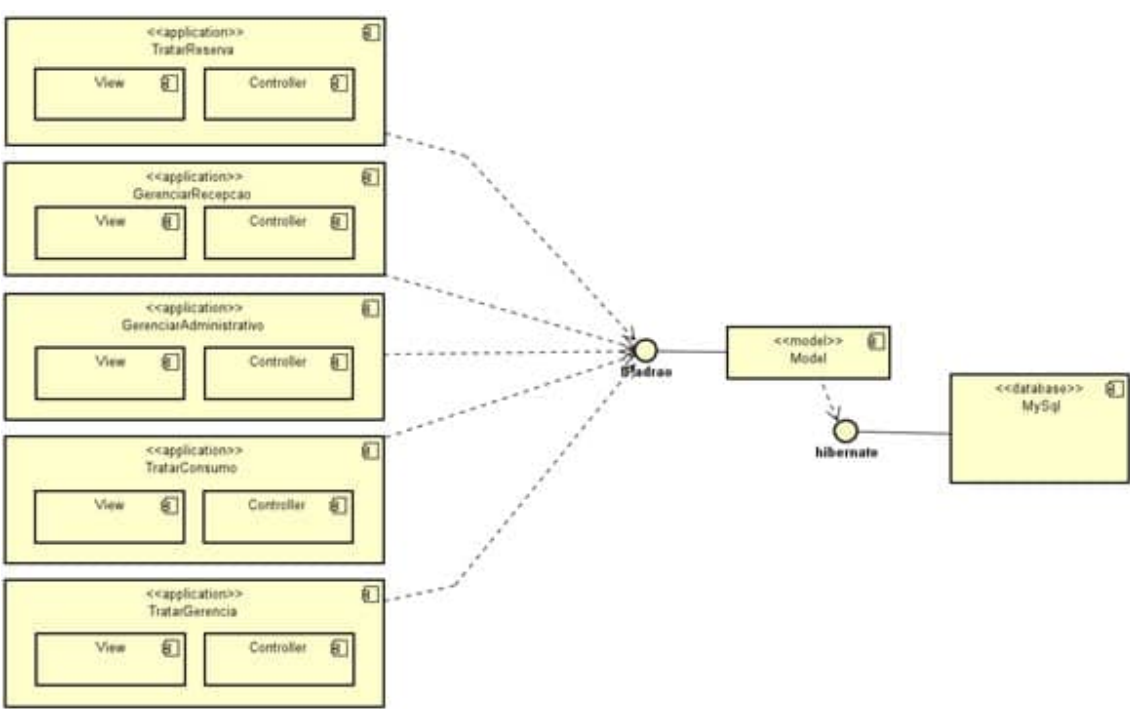 <<application>>
TratarReserva
View
Controller
<<application>>
GerenciarRecepcao
View
Controller
<<application>>
GerenciarAdministrativo
View
Controller
<<application>>
TratarConsumo
View
Controller
<<application>>
TratarGerencia
View
Controller
<<model>>
Model
<<database>>
MySql
hibernate